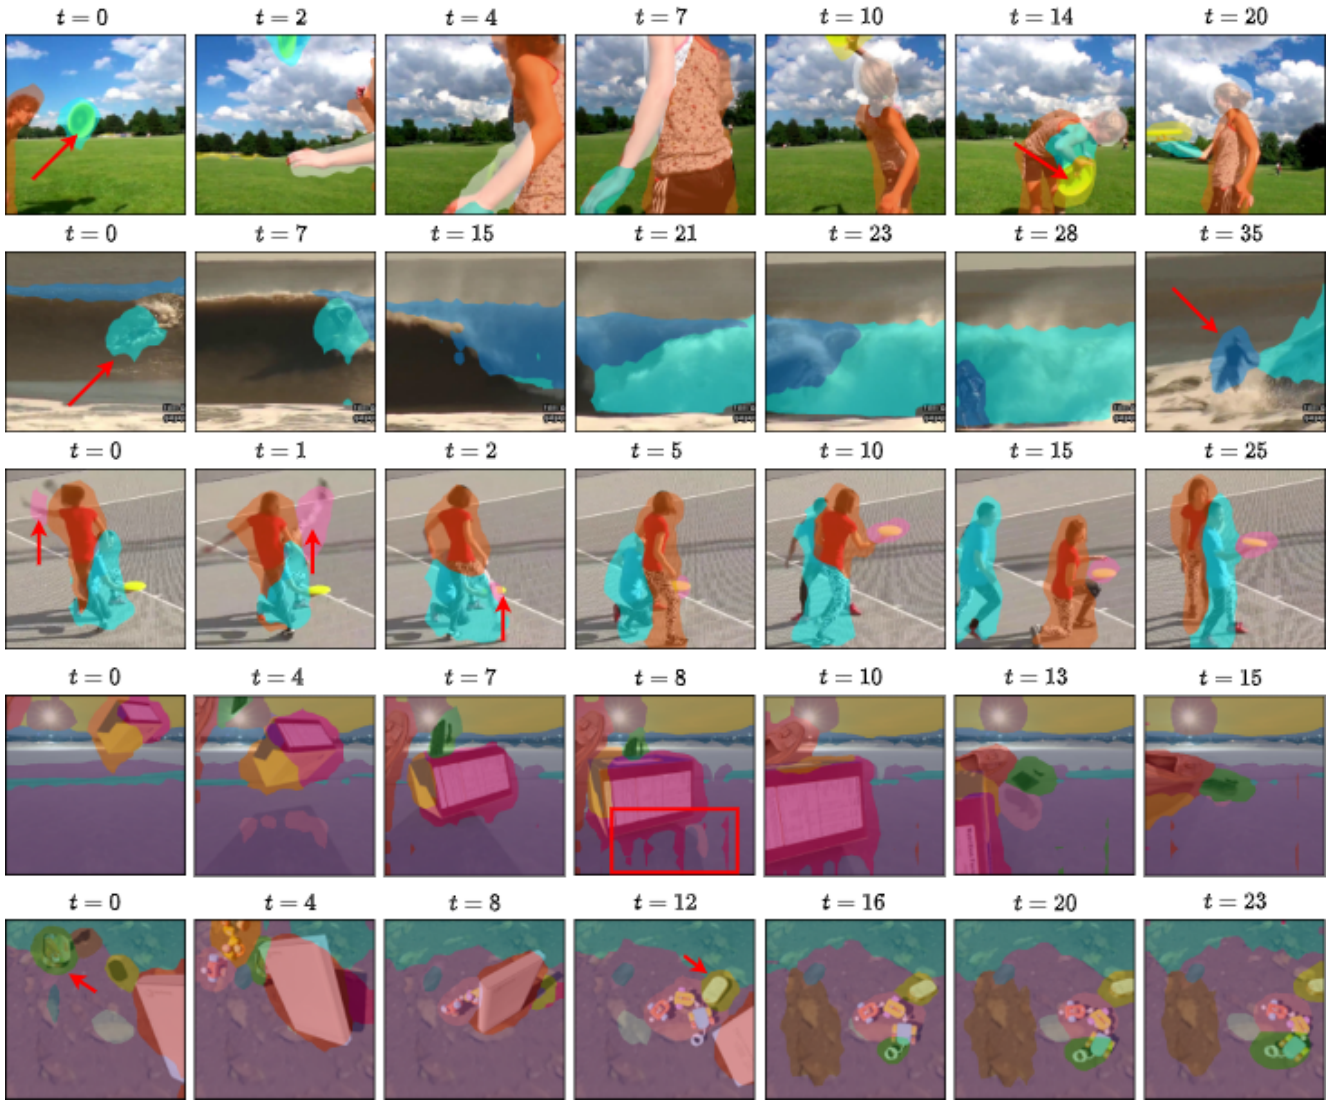 t = 0 t = 2 t = 4 t = 7 t = 10 t = 14 t = 20
t = 0 t = 7 t = 15 t = 21 t = 23 t = 28 t = 35
t = 0 t = 1 t = 2 t = 5 t = 10 t = 15 t = 25
t = 0 t = 4 t = 7 t = 8 t = 10 t = 13 t = 15
t = 0 t = 4 t = 8 t = 12 t = 16 t = 20 t = 23